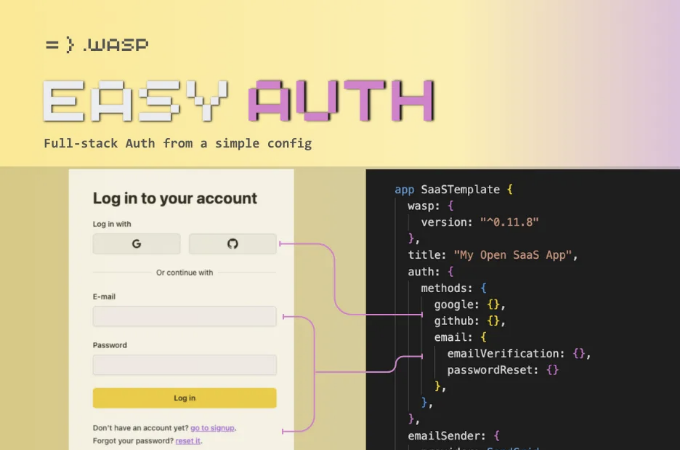 = } .WASP
EASY AUTH
Full-stack Auth from a simple config
Log in to your account
Log in with
G
Or continue with
E-mail
Password
Log in
Don't have an account yet? go to signup.
Forgot your password? reset it.
app SaaSTemplate {
wasp: {
version: "^0.11.8"
},
title: "My Open SaaS App",
auth: {
methods: {
google: {},
github: {},
email: {
emailVerification: {},
passwordReset: {}
},
},
},
emailSender: {